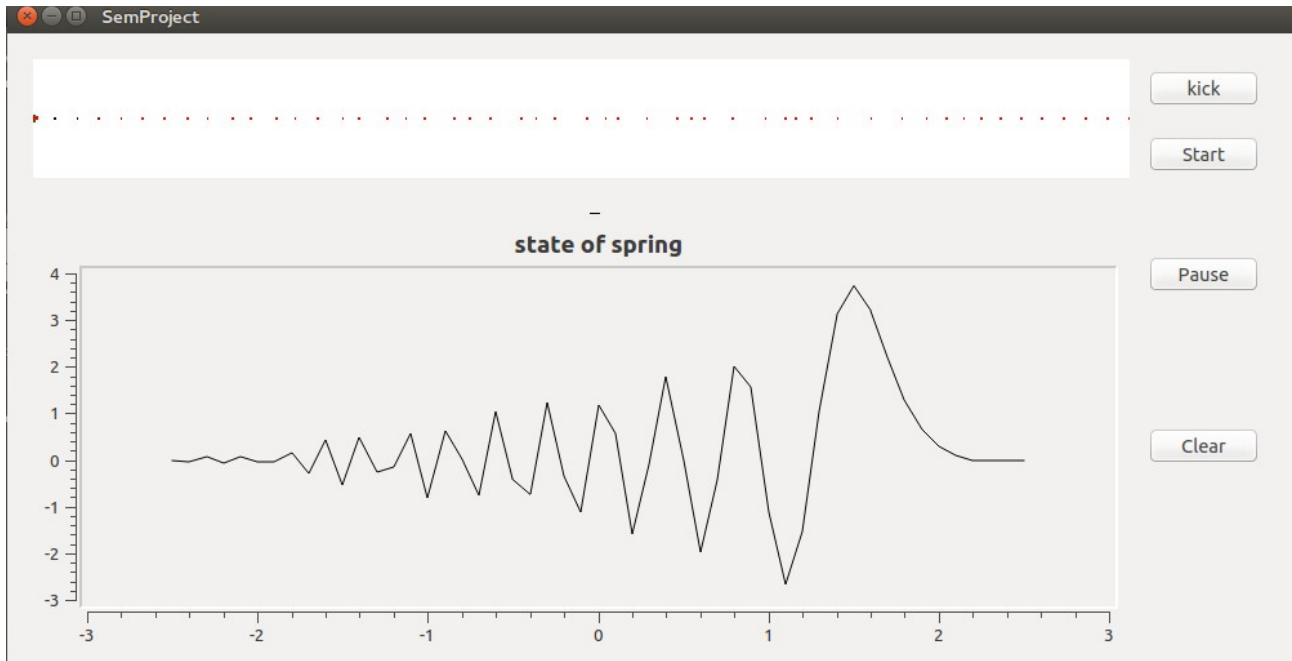 SemProject
kick
Start
state of spring
Pause
4
3
2
1
0
-1
-2
-3
Clear
-3 -2 -1 0 1 2 3